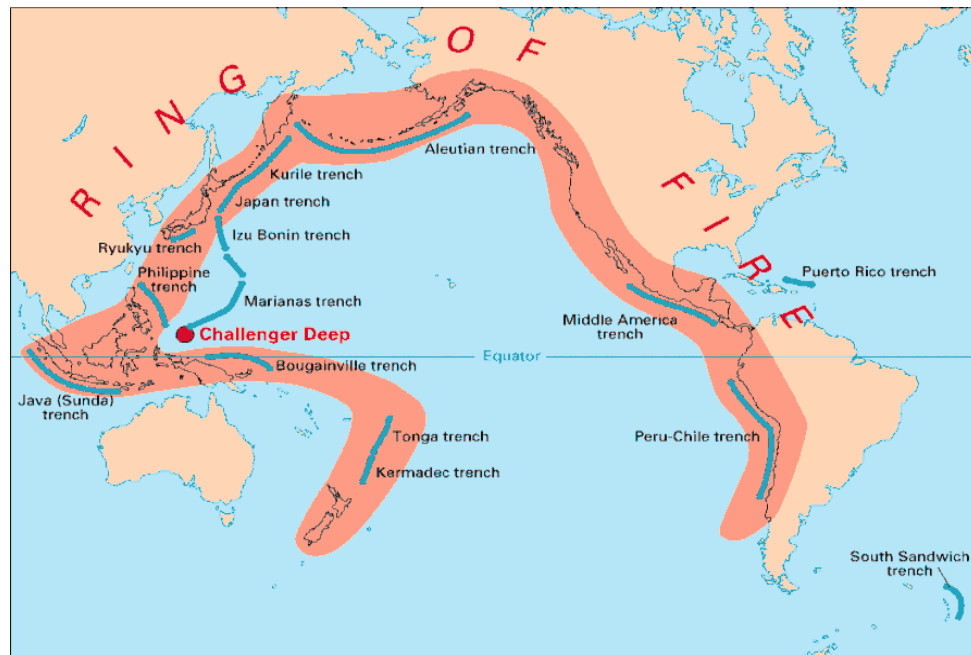 RING OF FIRE
Aleutian trench
Kurile trench
Japan trench
Izu Bonin trench
Ryukyu trench
Philippine
trench
Marianas trench
Challenger Deep
Puerto Rico trench
Middle America
trench
Equator
Bougainville trench
Java (Sunda)
trench
Tonga trench
Peru-Chile trench
Kermadec trench
South Sandwich
trench